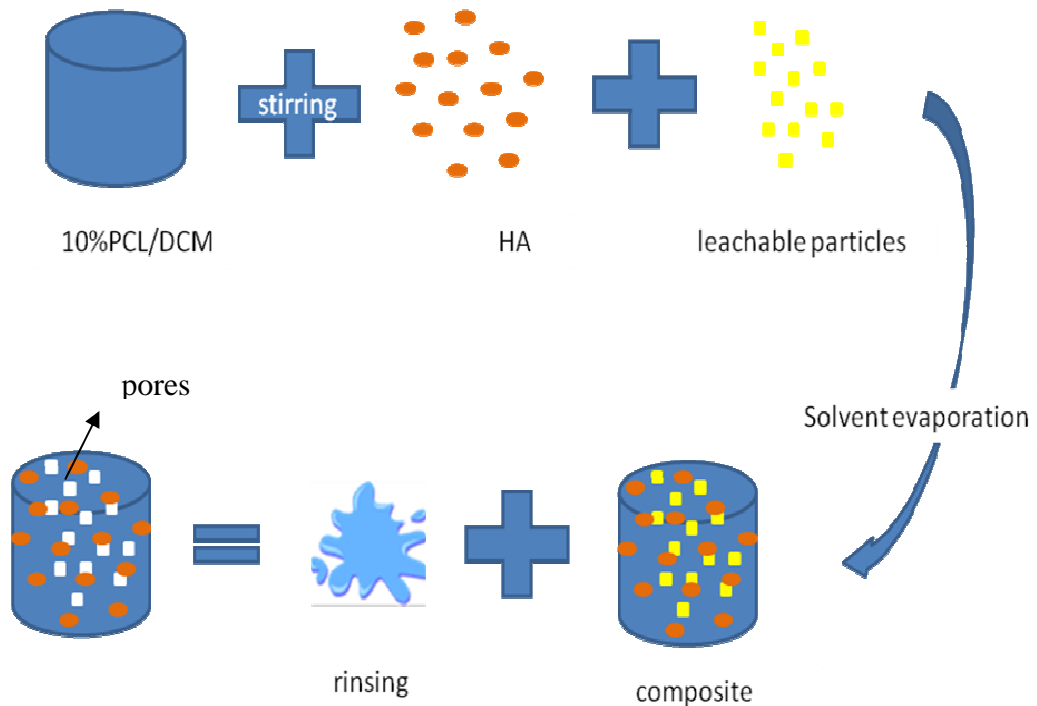 stirring
10%PCL/DCM
HA
leachable particles
pores
Solvent evaporation
rinsing
composite